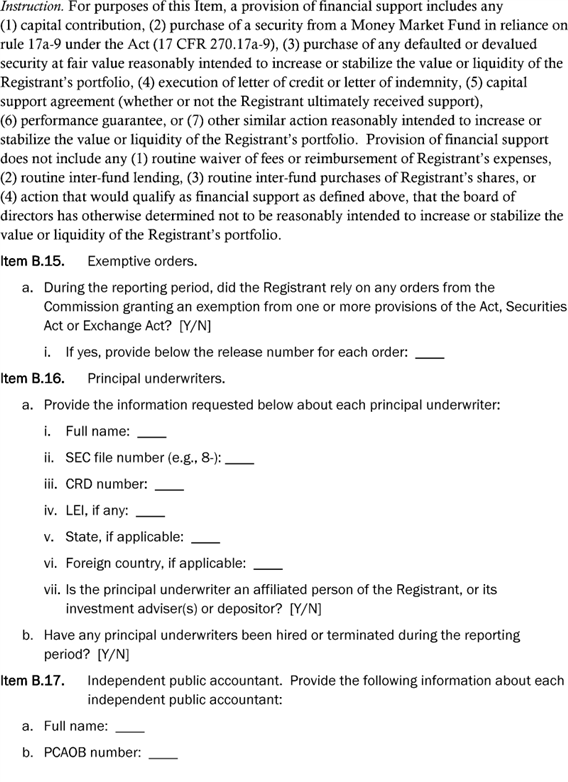 Instruction. For purposes of this Item, a provision of financial support includes any
(1) capital contribution, (2) purchase of a security from a Money Market Fund in reliance on
rule 17a-9 under the Act (17 CFR 270.17a-9), (3) purchase of any defaulted or devalued
security at fair value reasonably intended to increase or stabilize the value or liquidity of the
Registrant's portfolio, (4) execution of letter of credit or letter of indemnity, (5) capital
support agreement (whether or not the Registrant ultimately received support),
(6) performance guarantee, or (7) other similar action reasonably intended to increase or
stabilize the value or liquidity of the Registrant's portfolio. Provision of financial support
does not include any (1) routine waiver of fees or reimbursement of Registrant's expenses,
(2) routine inter-fund lending, (3) routine inter-fund purchases of Registrant's shares, or
(4) action that would qualify as financial support as defined above, that the board of
directors has otherwise determined not to be reasonably intended to increase or stabilize the
value or liquidity of the Registrant's portfolio.
Item B.15. Exemptive orders.
a. During the reporting period, did the Registrant rely on any orders from the
Commission granting an exemption from one or more provisions of the Act, Securities
Act or Exchange Act? [Y/N]
i. If yes, provide below the release number for each order: ____
Item B.16. Principal underwriters.
a. Provide the information requested below about each principal underwriter:
i. Full name: ____
ii. SEC file number (e.g., 8-): ____
iii. CRD number: ____
iv. LEI, if any: ____
v. State, if applicable: ____
vi. Foreign country, if applicable: ____
vii. Is the principal underwriter an affiliated person of the Registrant, or its
investment adviser(s) or depositor? [Y/N]
b. Have any principal underwriters been hired or terminated during the reporting
period? [Y/N]
Item B.17. Independent public accountant. Provide the following information about each
independent public accountant:
a. Full name: ____
b. PCAOB number: ____